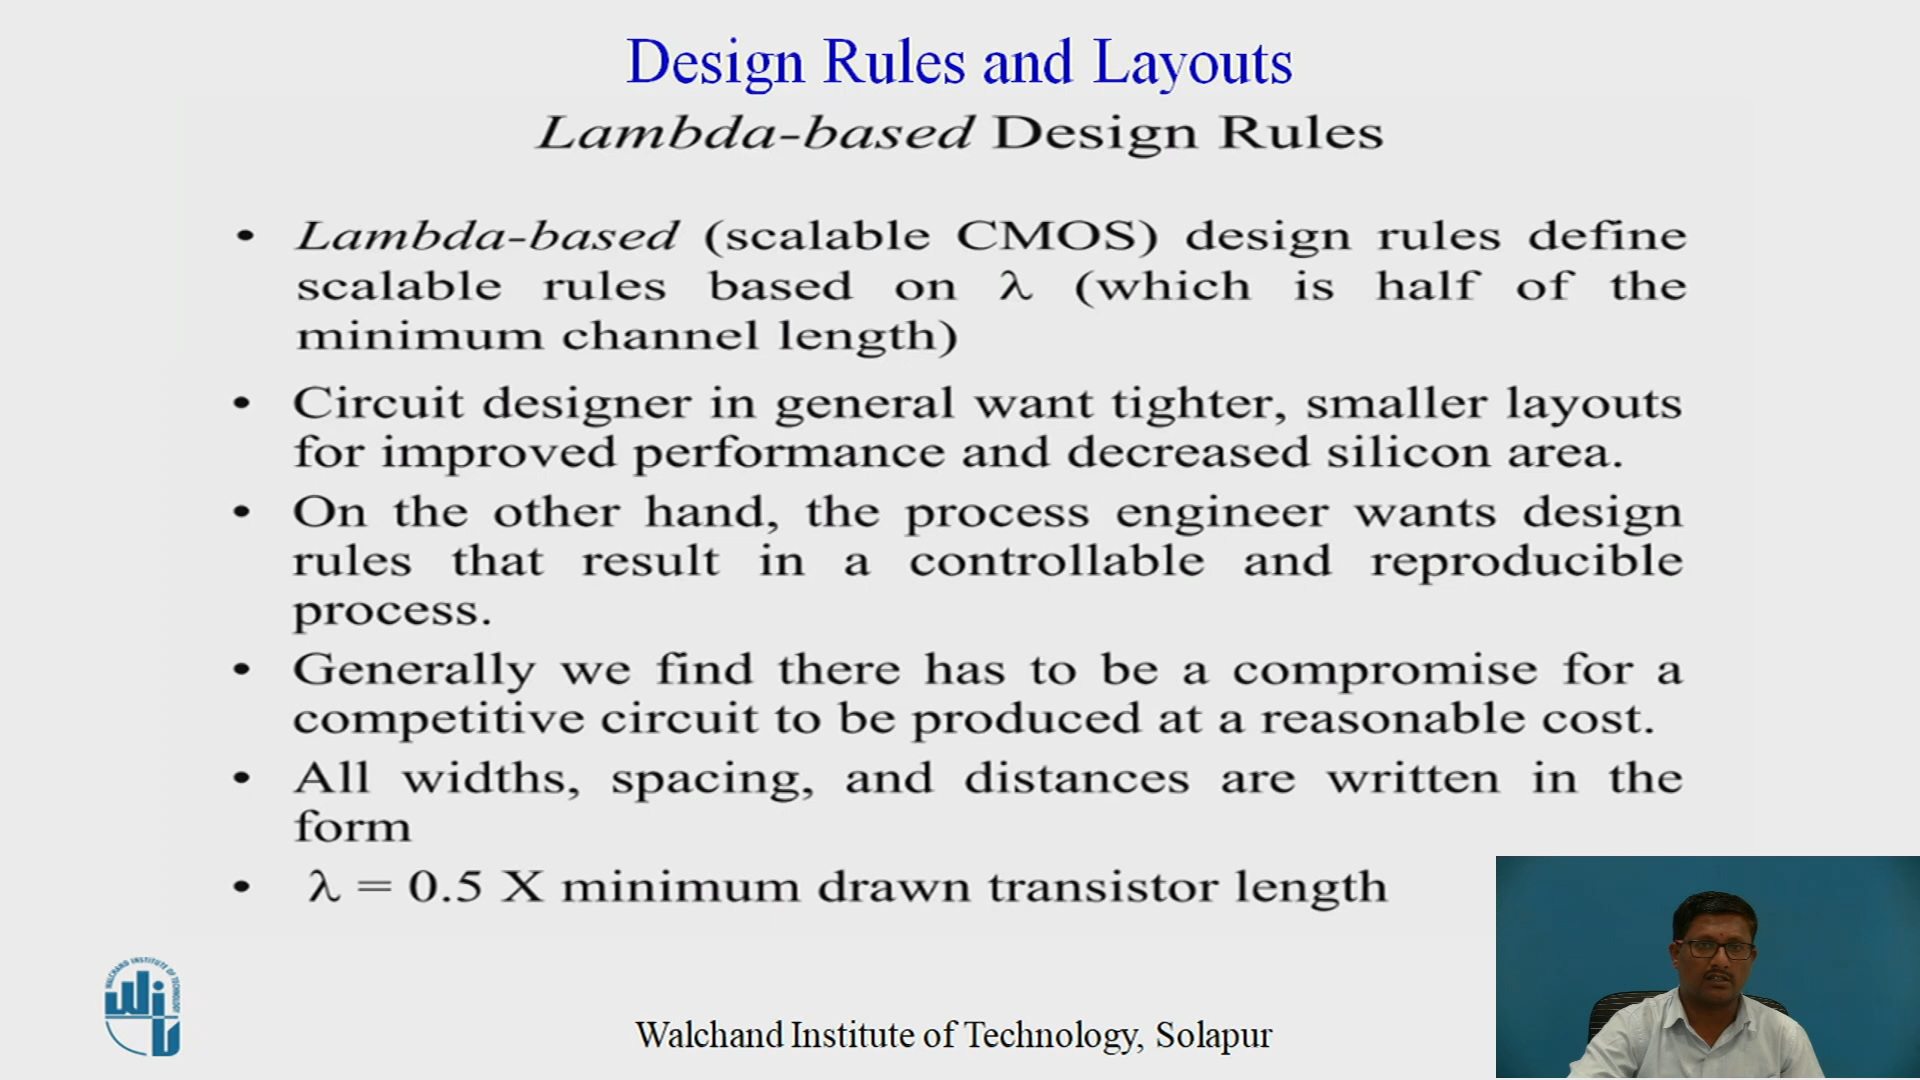 Design Rules and Layouts
Lambda-based Design Rules
• Lambda-based (scalable CMOS) design rules define
scalable rules based on λ (which is half of the
minimum channel length)
• Circuit designer in general want tighter, smaller layouts
for improved performance and decreased silicon area.
• On the other hand, the process engineer wants design
rules that result in a controllable and reproducible
process.
• Generally we find there has to be a compromise for a
competitive circuit to be produced at a reasonable cost.
• All widths, spacing, and distances are written in the
form
• λ = 0.5 X minimum drawn transistor length
WALCHAND INSTITUTE OF TECHNOLOGY
WIT
Walchand Institute of Technology, Solapur